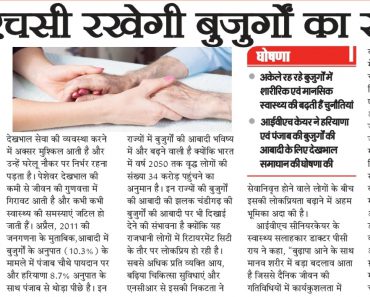 एचसी रखेगी बुजुर्गों का
देखभाल सेवा की व्यवस्था करने
में अक्सर मुश्किल आती है और
उन्हें घरेलू नौकर पर निर्भर रहना
पड़ता है। पेशेवर देखभाल की
कमी से जीवन की गुणवत्ता में
गिरावट आती है और कभी कभी
स्वास्थ्य की समस्याएं जटिल हो
जाती हैं। अप्रैल, 2011 की
जनगणना के मुताबिक,आबादी में
बुजुर्गों के अनुपात (10.3%) के
मामले में पंजाब चौथे पायदान पर
और हरियाणा 8.7% अनुपात के
साथ पंजाब से थोड़ा पीछे है। इन
राज्यों में बुजुर्गों की आबादी भविष्य
में और बढ़ने वाली है क्योंकि भारत
में वर्ष 2050 तक वृद्ध लोगों की
संख्या 34 करोड़ पहुंचने का
अनुमान है। इन राज्यों की बुजुर्गों
की आबादी की झलक चंडीगढ़ की
बुजुर्गों की आबादी पर भी दिखाई
देने की संभावना है क्योंकि यह
राजधानी लोगों में रिटायरमेंट सिटी
के तौर पर लोकप्रिय हो रही है।
सबसे अधिक प्रति व्यक्ति आय,
बढ़िया चिकित्सा सुविधाएं और
एनसीआर से इसकी निकटता ने
घोषणा
अकेले रह रहे बुजुर्गों में
शारीरिक एवं मानसिक
स्वास्थ्य की बढ़ती हैं चुनौतियां
आईवीएच केयर ने हरियाणा
एवं पंजाब की बुजुर्गों की
आबादी के लिए देखभाल
समाधान की घोषणा की
सेवानिवृत्त होने वाले लोगों के बीच
इसकी लोकप्रियता बढ़ाने में अहम
भूमिका अदा की है।
आईवीएच सीनियरकेयर के
स्वास्थ्य सलाहकार डाक्टर पीसी
राय ने कहा, "बुढ़ापा आने के साथ
मानव शरीर में बड़ा बदलाव आता
है जिससे दैनिक जीवन की
गतिविधियों में कार्यकुशलता में